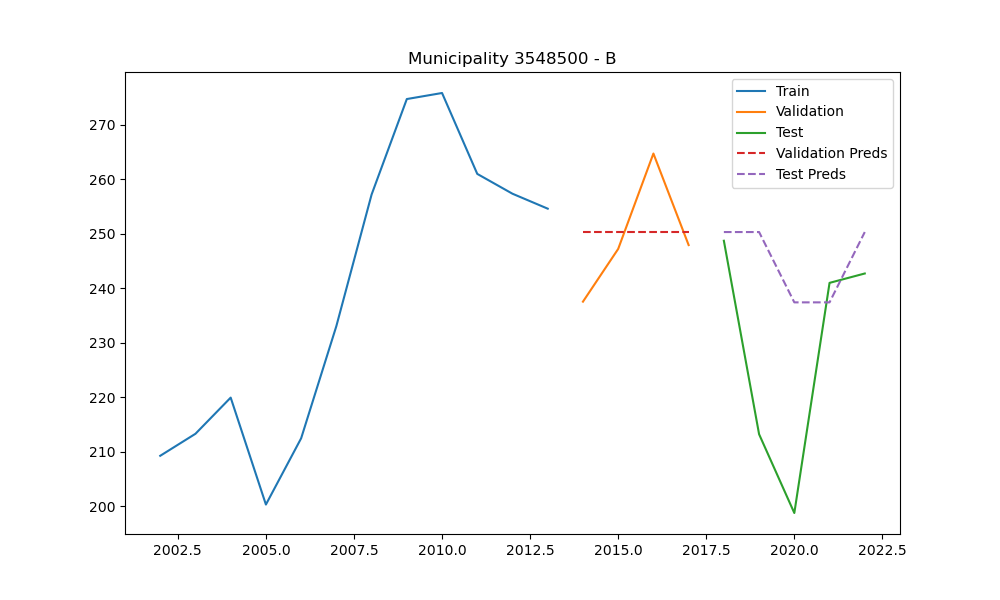 Municipality 3548500 - B
Train
Validation
Test
Validation Preds
Test Preds
270
260
250
240
230
220
210
200
2002.5 2005.0 2007.5 2010.0 2012.5 2015.0 2017.5 2020.0 2022.5